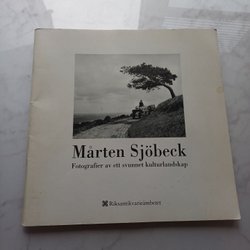 Mårten Sjöbeck
Fotografier av ett svunnet kulturlandskap
Riksantikvarieämbetet